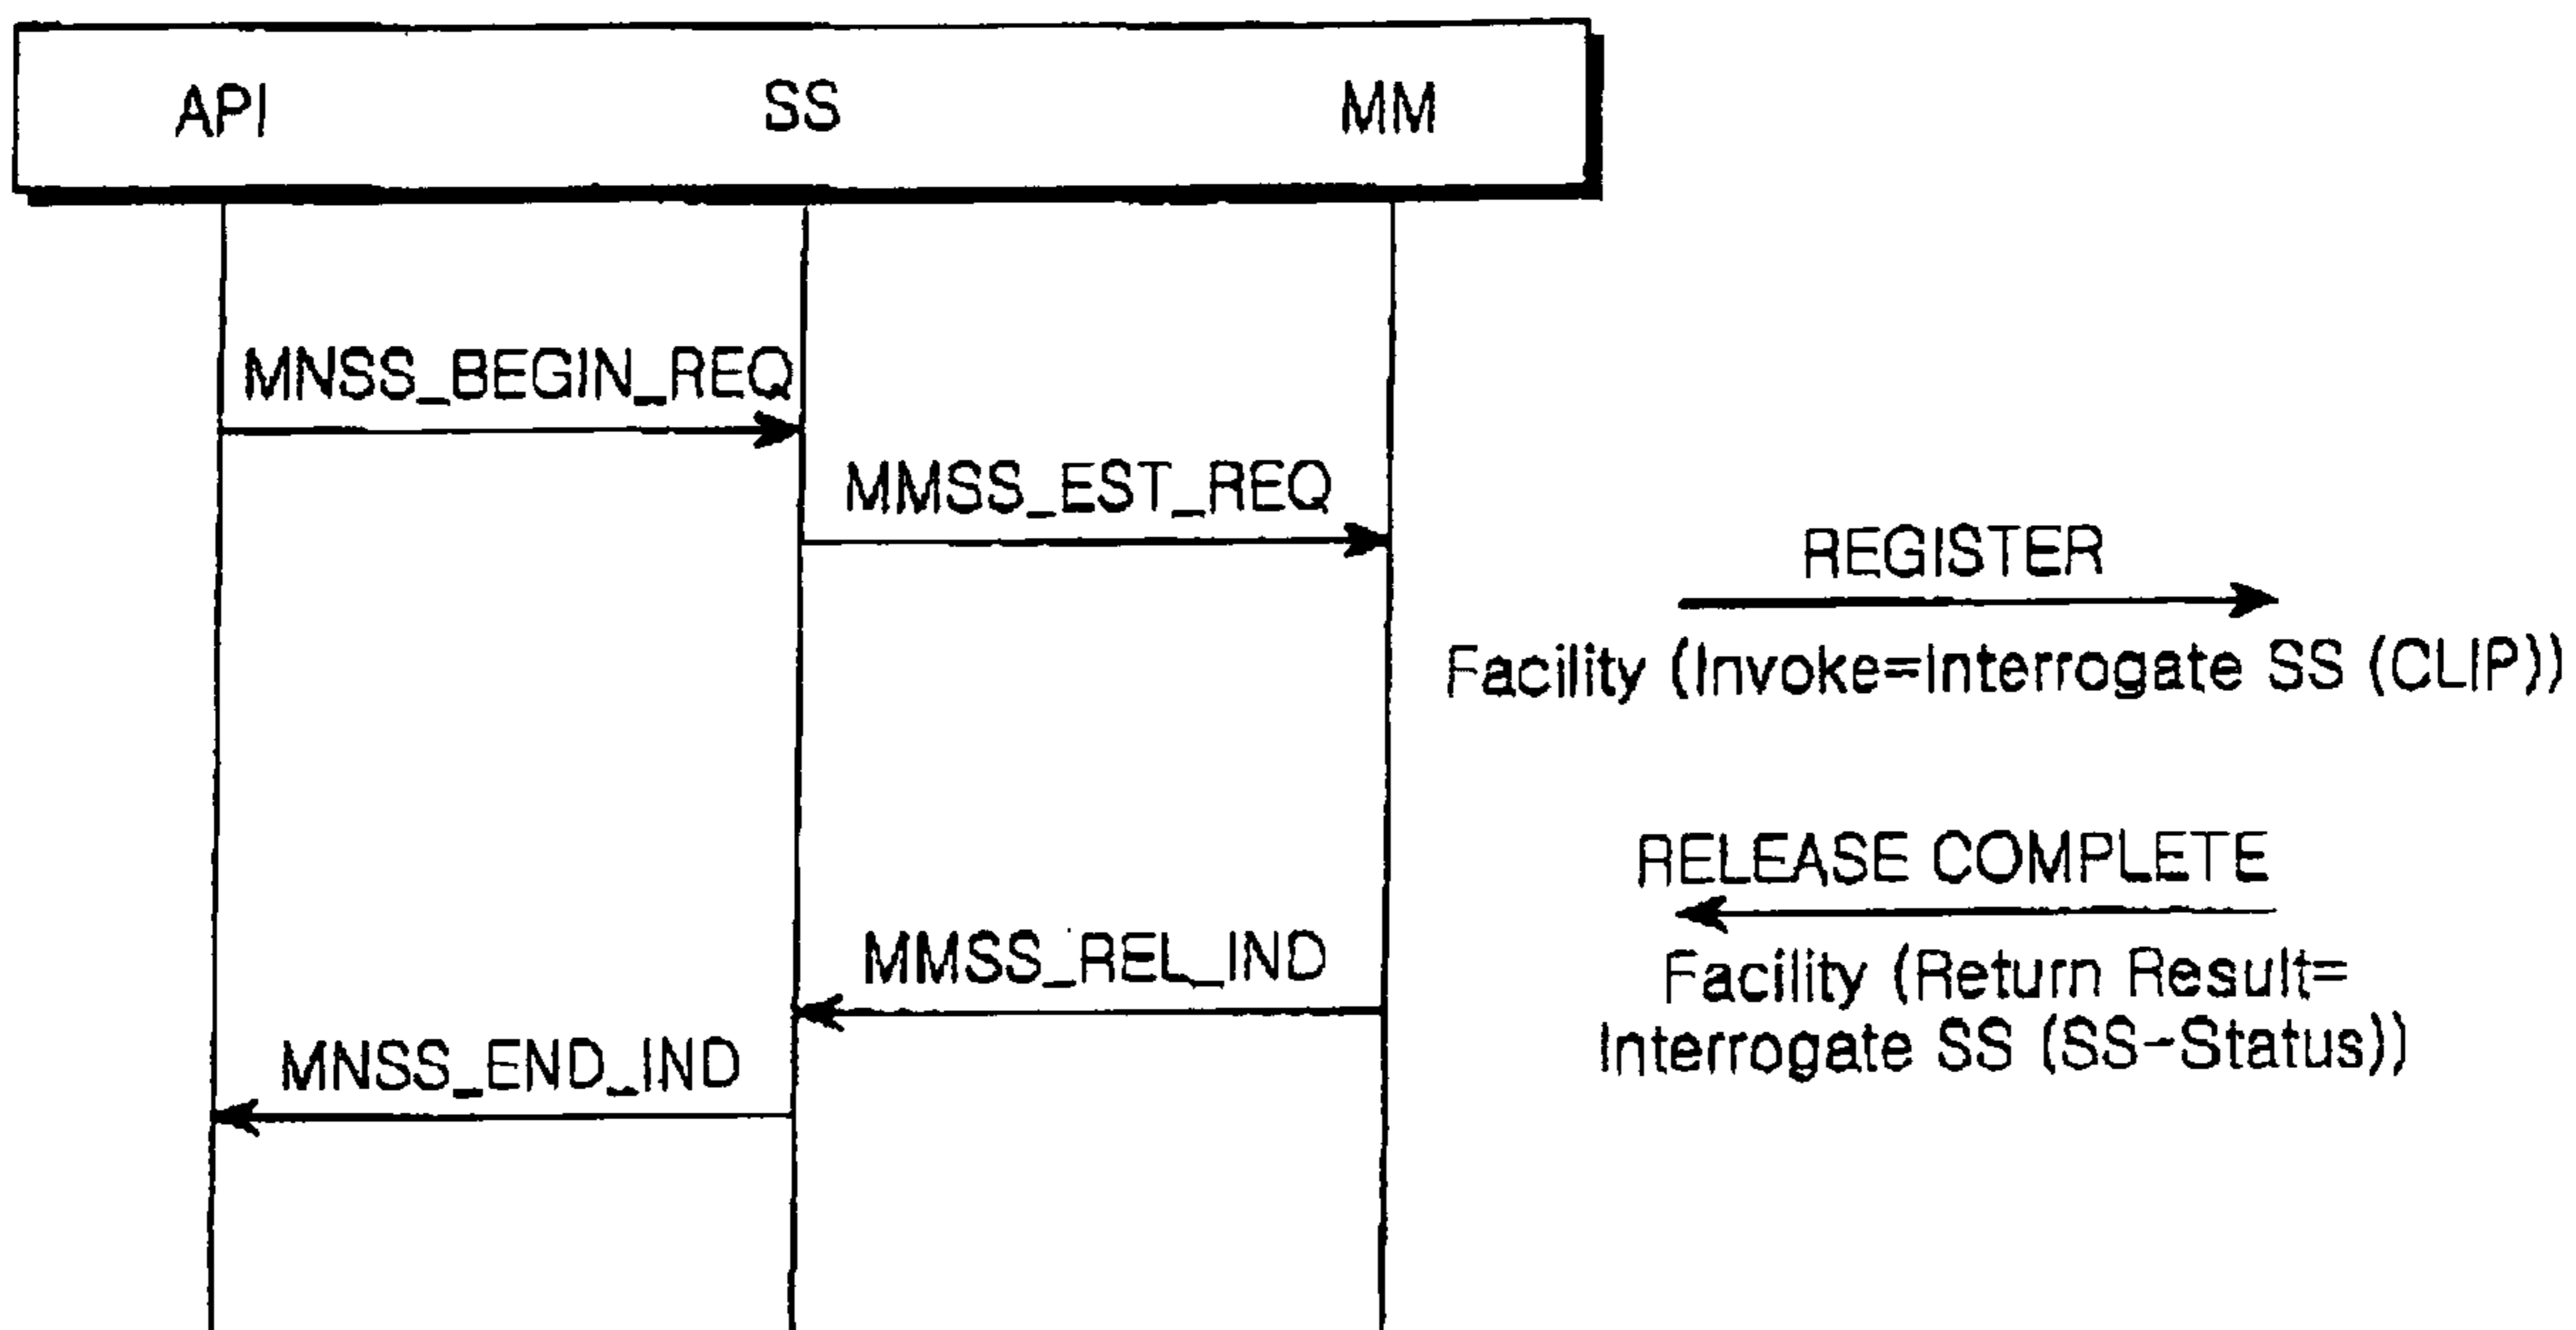 API SS MM
MNSS_BEGIN_REQ
MMSS_EST_REQ
REGISTER
Facility (Invoke=Interrogate SS (CLIP))
RELEASE COMPLETE
Facility (Return Result=
Interrogate SS (SS-Status))
MMSS_REL_IND
MNSS_END_IND